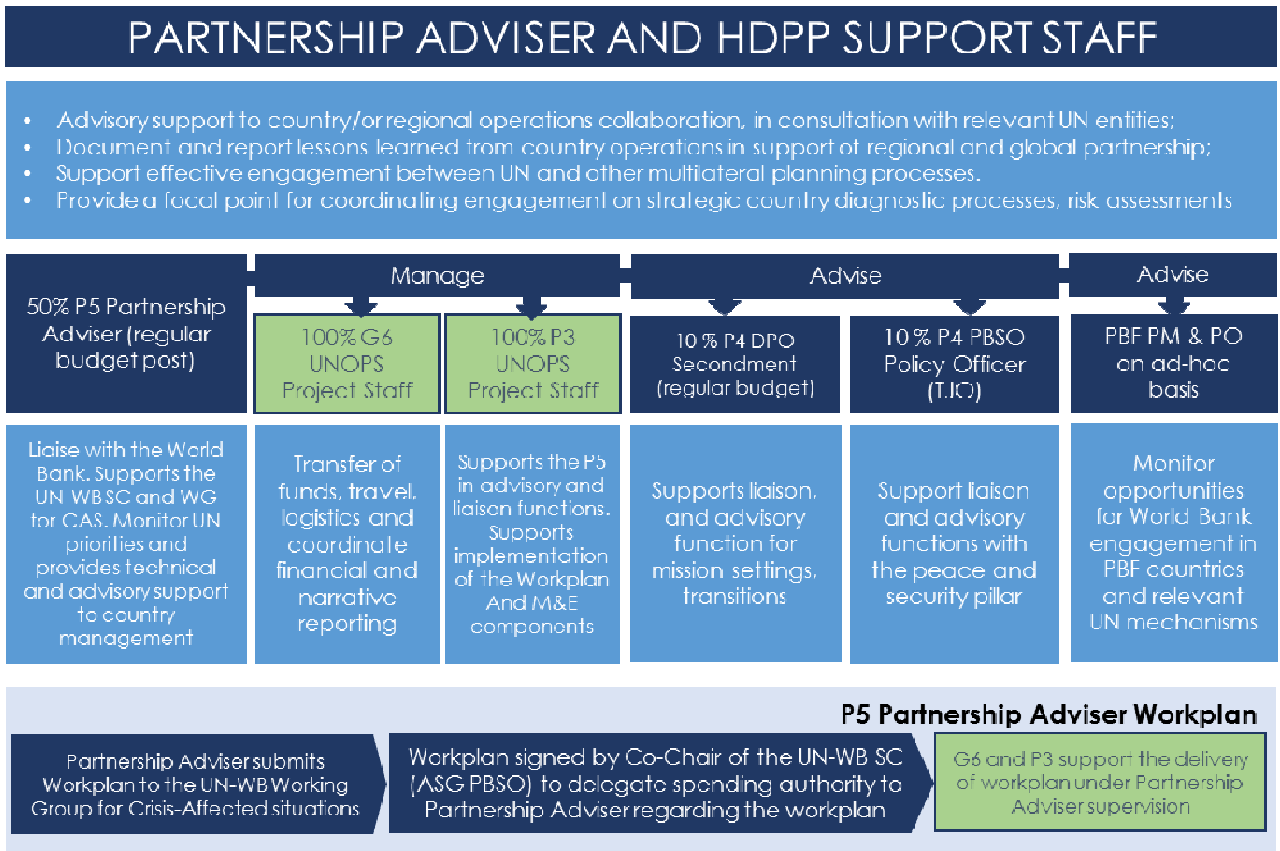 PARTNERSHIP ADVISER AND HDPP SUPPORT STAFF
• Advisory support to country/or regional operations collaboration, in consultation with relevant UN entities;
• Document and report lessons learned from country operations in support of regional and global partnership;
• Support effective engagement between UN and other multilateral planning processes.
• Provide a focal point for coordinating engagement on strategic country diagnostic processes, risk assessments
50% P5 Partnership
Adviser (regular
budget post)
Manage
Advise
Advise
100% G6
UNOPS
Project Staff
100% P3
UNOPS
Project Staff
10 % P4 DPO
Secondment
(regular budget)
10 % P4 PBSO
Policy Officer
(TJO)
PBF PM & PO
on ad-hoc
basis
Liaise with the World
Bank. Supports the
UN WB SC and WG
for CAS. Monitor UN
priorities and
provides technical
and advisory support
to country
management
Transfer of
funds, travel,
logistics and
coordinate
financial and
narrative
reporting
Supports the P5
in advisory and
liaison functions.
Supports
implementation
of the Workplan
And M&E
components
Supports liaison,
and advisory
function for
mission settings,
transitions
Support liaison
and advisory
functions with
the peace and
security pillar
Monitor
opportunities
for World Bank
engagement in
PBF countries
and relevant
UN mechanisms
P5 Partnership Adviser Workplan
Partnership Adviser submits
Workplan to the UN-WB Working
Group for Crisis-Affected situations
Workplan signed by Co-Chair of the UN-WB SC
(ASG PBSO) to delegate spending authority to
Partnership Adviser regarding the workplan
G6 and P3 support the delivery
of workplan under Partnership
Adviser supervision